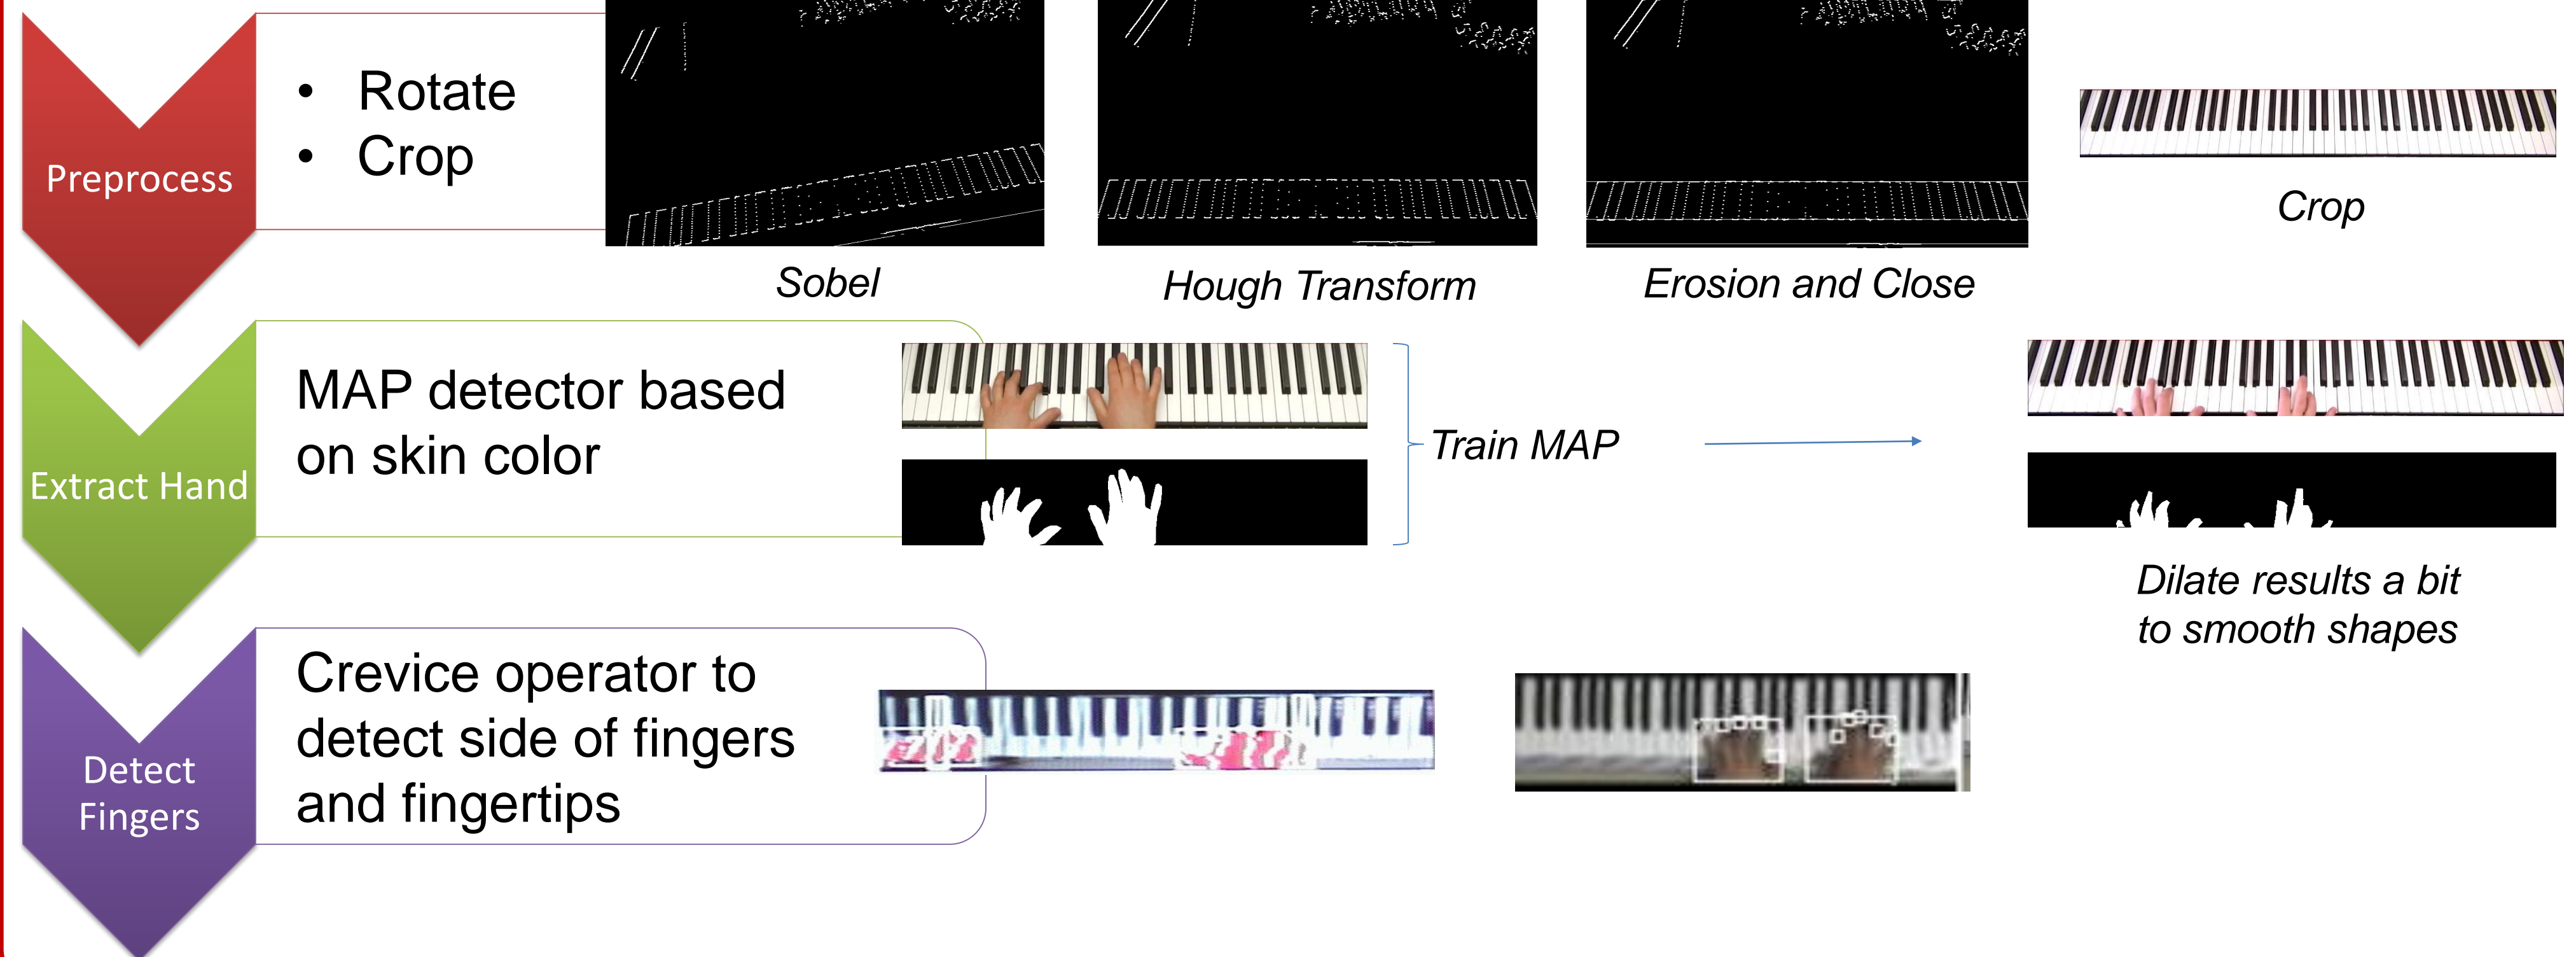 Preprocess
• Rotate
• Crop
Sobel
Hough Transform
Erosion and Close
Crop
Extract Hand
MAP detector based
on skin color
Train MAP
Dilate results a bit
to smooth shapes
Detect
Fingers
Crevice operator to
detect side of fingers
and fingertips